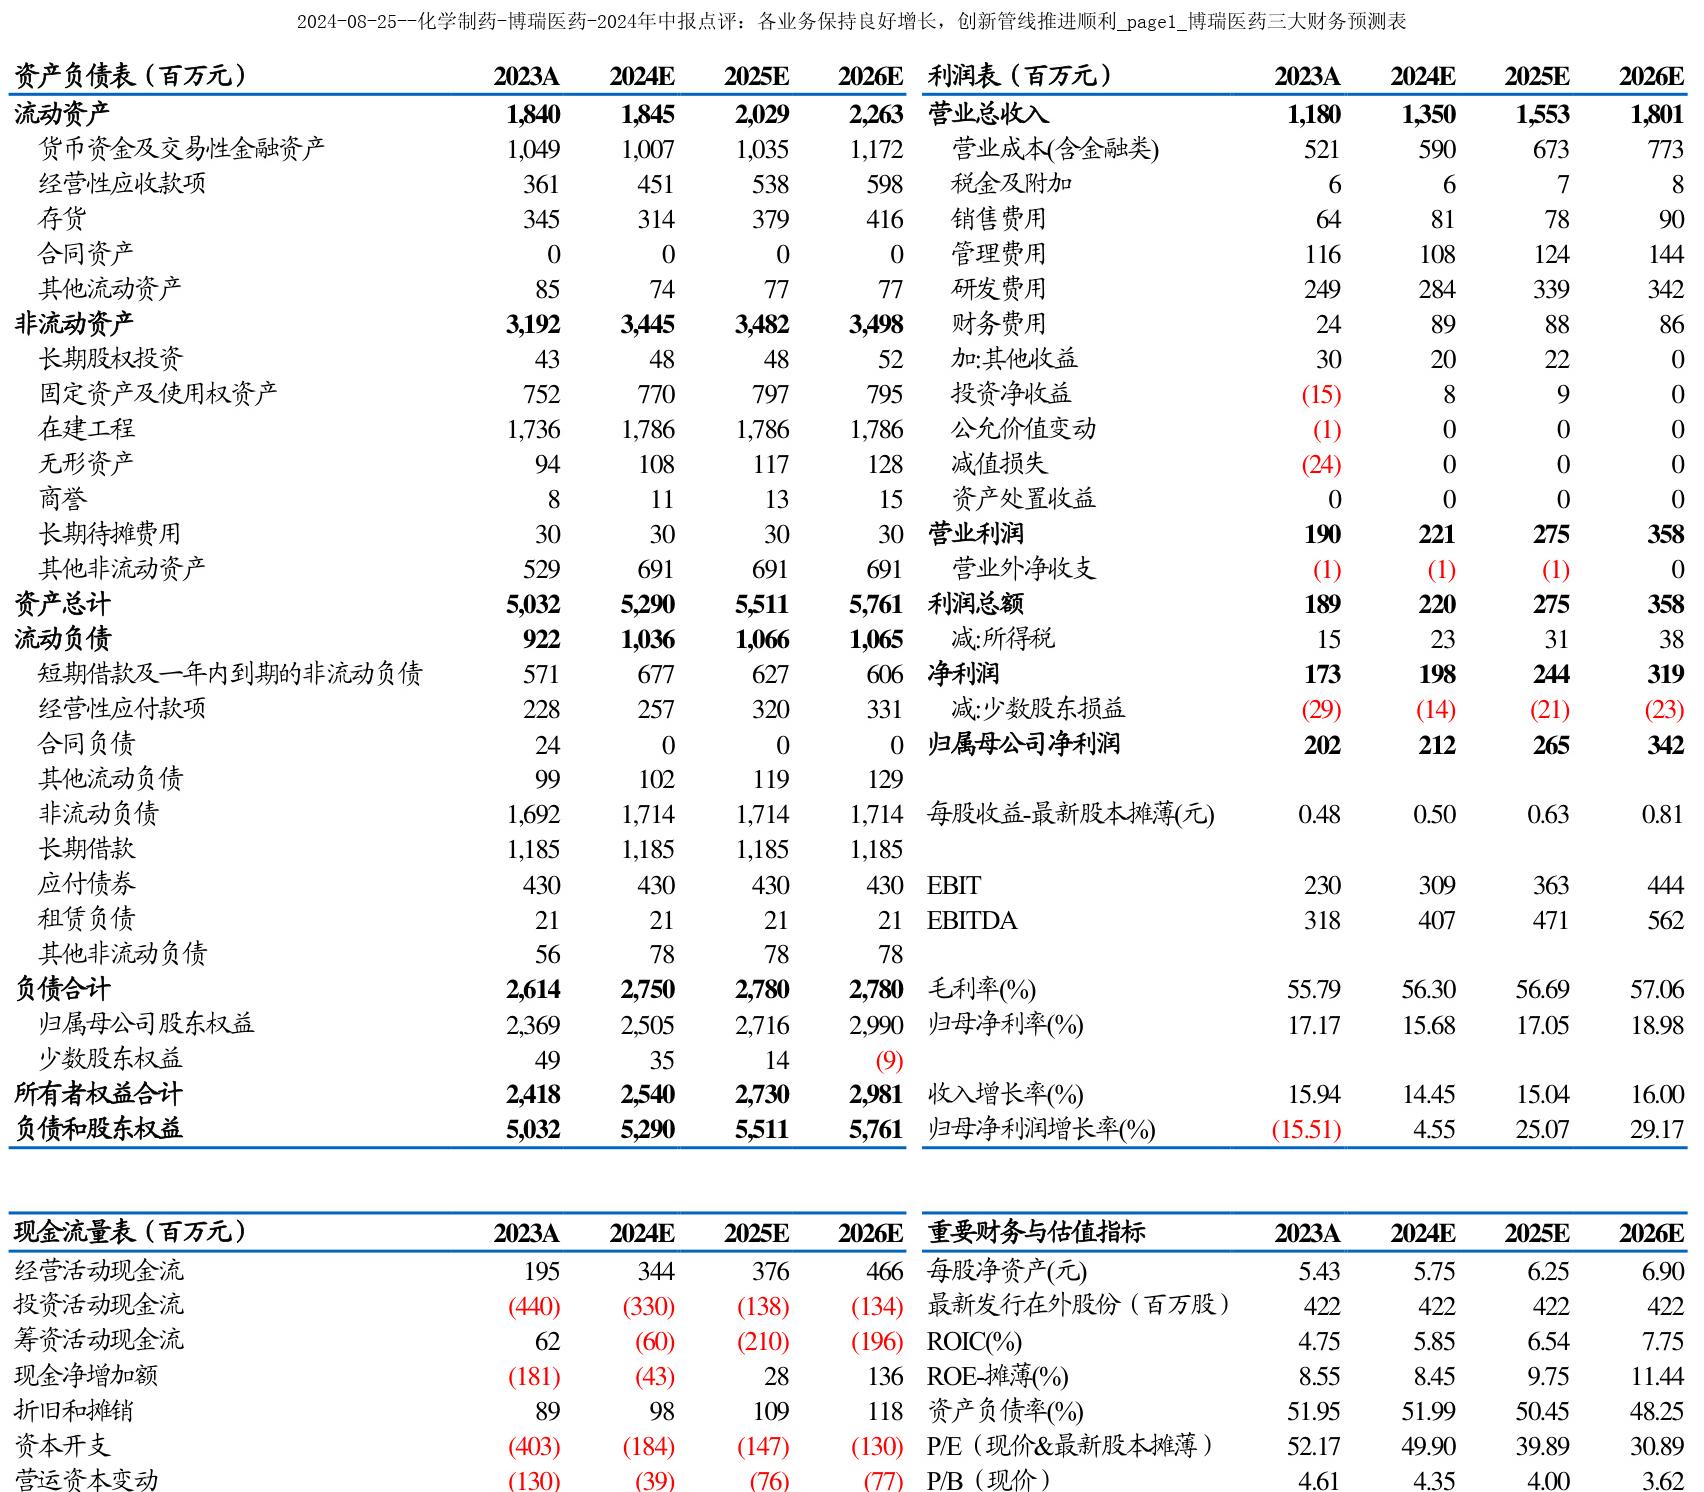 2024-08-25--化学制药-博瑞医药-2024年中报点评：各业务保持良好增长，创新管线推进顺利_page1_博瑞医药三大财务预测表
资产负债表（百万元） 2023A 2024E 2025E 2026E 利润表（百万元） 2023A 2024E 2025E 2026E
流动资产 1,840 1,845 2,029 2,263 营业总收入 1,180 1,350 1,553 1,801
货币资金及交易性金融资产 1,049 1,007 1,035 1,172 营业成本(含金融类) 521 590 673 773
经营性应收款项 361 451 538 598 税金及附加 6 6 7 8
存货 345 314 379 416 销售费用 64 81 78 90
合同资产 0 0 0 0 管理费用 116 108 124 144
其他流动资产 85 74 77 77 研发费用 249 284 339 342
非流动资产 3,192 3,445 3,482 3,498 财务费用 24 89 88 86
长期股权投资 43 48 48 52 加:其他收益 30 20 22 0
固定资产及使用权资产 752 770 797 795 投资净收益 (15) 8 9 0
在建工程 1,736 1,786 1,786 1,786 公允价值变动 (1) 0 0 0
无形资产 94 108 117 128 减值损失 (24) 0 0 0
商誉 8 11 13 15 资产处置收益 0 0 0 0
长期待摊费用 30 30 30 30 营业利润 190 221 275 358
其他非流动资产 529 691 691 691 营业外净收支 (1) (1) (1) 0
资产总计 5,032 5,290 5,511 5,761 利润总额 189 220 275 358
流动负债 922 1,036 1,066 1,065 减:所得税 15 23 31 38
短期借款及一年内到期的非流动负债 571 677 627 606 净利润 173 198 244 319
经营性应付款项 228 257 320 331 减:少数股东损益 (29) (14) (21) (23)
合同负债 24 0 0 0 归属母公司净利润 202 212 265 342
其他流动负债 99 102 119 129
非流动负债 1,692 1,714 1,714 1,714 每股收益-最新股本摊薄(元) 0.48 0.50 0.63 0.81
长期借款 1,185 1,185 1,185 1,185
应付债券 430 430 430 430 EBIT 230 309 363 444
租赁负债 21 21 21 21 EBITDA 318 407 471 562
其他非流动负债 56 78 78 78
负债合计 2,614 2,750 2,780 2,780 毛利率(%) 55.79 56.30 56.69 57.06
归属母公司股东权益 2,369 2,505 2,716 2,990 归母净利率(%) 17.17 15.68 17.05 18.98
少数股东权益 49 35 14 (9)
所有者权益合计 2,418 2,540 2,730 2,981 收入增长率(%) 15.94 14.45 15.04 16.00
负债和股东权益 5,032 5,290 5,511 5,761 归母净利润增长率(%) (15.51) 4.55 25.07 29.17
现金流量表（百万元） 2023A 2024E 2025E 2026E 重要财务与估值指标 2023A 2024E 2025E 2026E
经营活动现金流 195 344 376 466 每股净资产(元) 5.43 5.75 6.25 6.90
投资活动现金流 (440) (330) (138) (134) 最新发行在外股份（百万股） 422 422 422 422
筹资活动现金流 62 (60) (210) (196) ROIC(%) 4.75 5.85 6.54 7.75
现金净增加额 (181) (43) 28 136 ROE-摊薄(%) 8.55 8.45 9.75 11.44
折旧和摊销 89 98 109 118 资产负债率(%) 51.95 51.99 50.45 48.25
资本开支 (403) (184) (147) (130) P/E（现价&最新股本摊薄） 52.17 49.90 39.89 30.89
营运资本变动 (130) (39) (76) (77) P/B（现价） 4.61 4.35 4.00 3.62